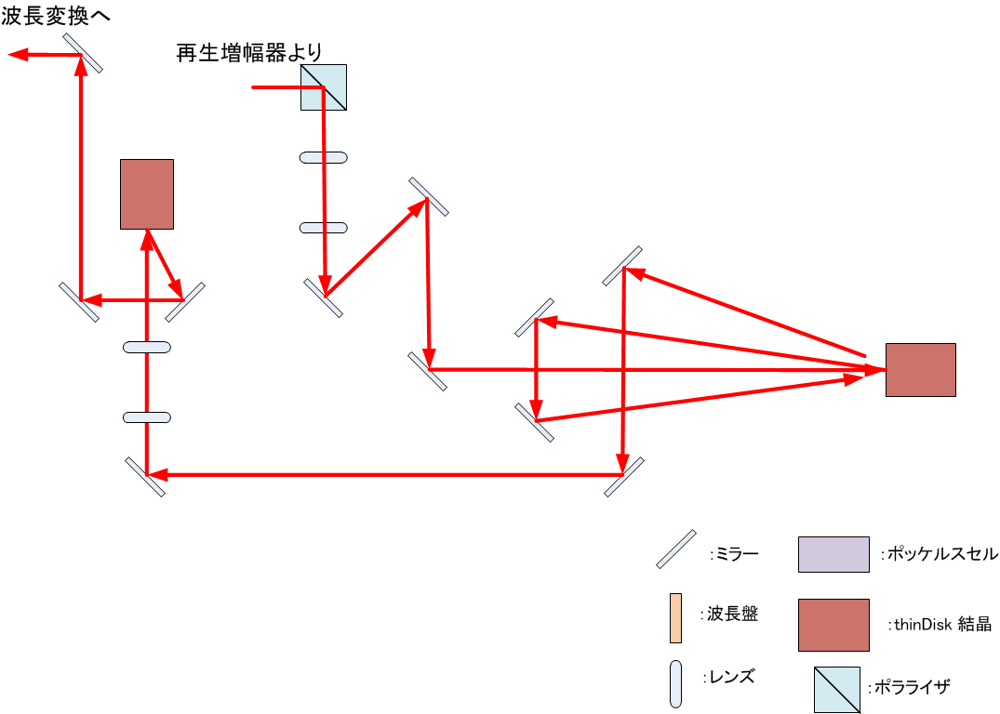 波長変換へ
再生増幅器より
:ミラー
:ポッケルスセル
:波長盤
:thinDisk 結晶
:レンズ
:ポラライザ